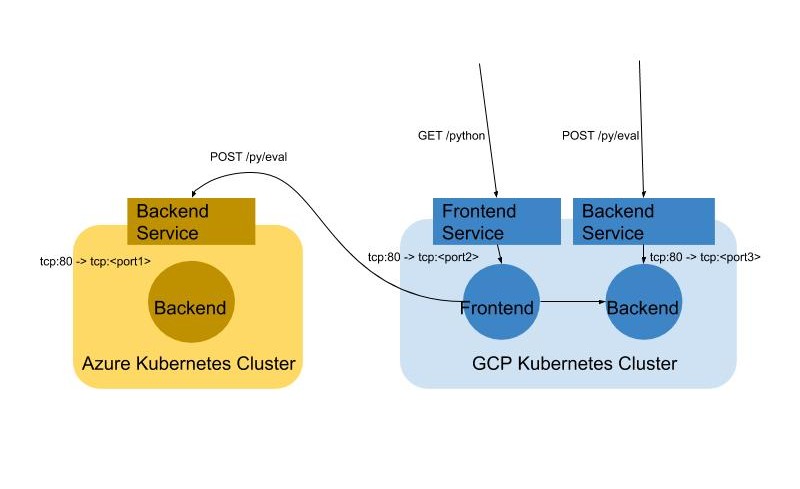 GET /python
POST /py/eval
POST /py/eval
Backend
Service
Frontend
Service
Backend
Service
tcp:80 -> tcp:<port1>
tcp:80 -> tcp:<port2>
tcp:80 -> tcp:<port3>
Backend
Frontend
Backend
Azure Kubernetes Cluster
GCP Kubernetes Cluster